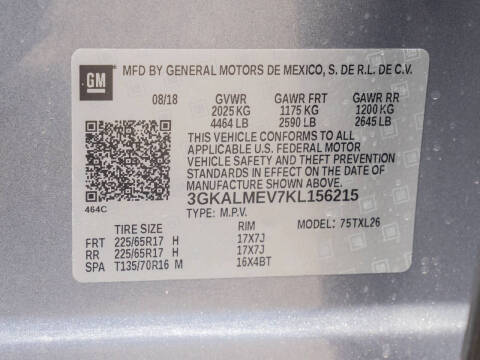 GM
MFD BY GENERAL MOTORS DE MEXICO, S. DE R.L. DE C.V.
08/18 GVWR GAWR FRT GAWR RR
2025 KG 1175 KG 1200 KG
4464 LB 2590 LB 2645 LB
THIS VEHICLE CONFORMS TO ALL
APPLICABLE U.S. FEDERAL MOTOR
VEHICLE SAFETY AND THEFT PREVENTION
STANDARDS IN EFFECT ON THE DATE OF
MANUFACTURE SHOWN ABOVE.
464C 3GKALMEV7KL156215
TYPE: M.P.V. 75TXL26
TIRE SIZE RIM
FRT 225/65R17 H 17X7J
RR 225/65R17 H 17X7J
SPA T135/70R16 M 16X4BT